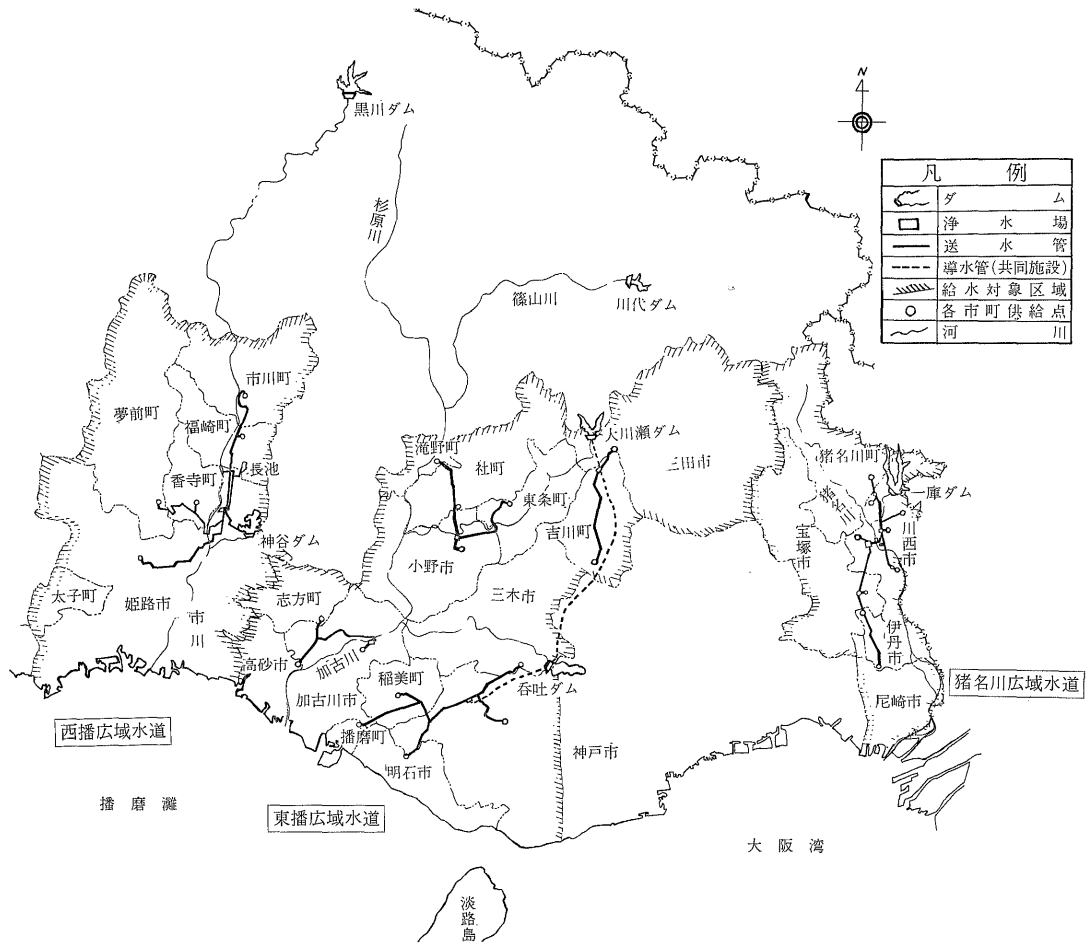 黒川ダム
N
凡例
ダム
浄水場
送水管
導水管(共同施設)
給水対象区域
各市町供給点
河川
杉原川
篠山川
川代ダム
市川町
夢前町
福崎町
長池
香寺町
神谷ダム
太子町
姫路市
市川
滝野町
社町
大川瀬ダム
三田市
東条町
吉川町
小野市
三木市
猪名川町
猪名川
一庫ダム
川西市
宝塚市
伊丹市
尼崎市
志方町
高砂市
加古川
加古川市
稲美町
呑吐ダム
播磨町
明石市
神戸市
猪名川広域水道
西播広域水道
播磨灘
東播広域水道
大阪湾
淡路島